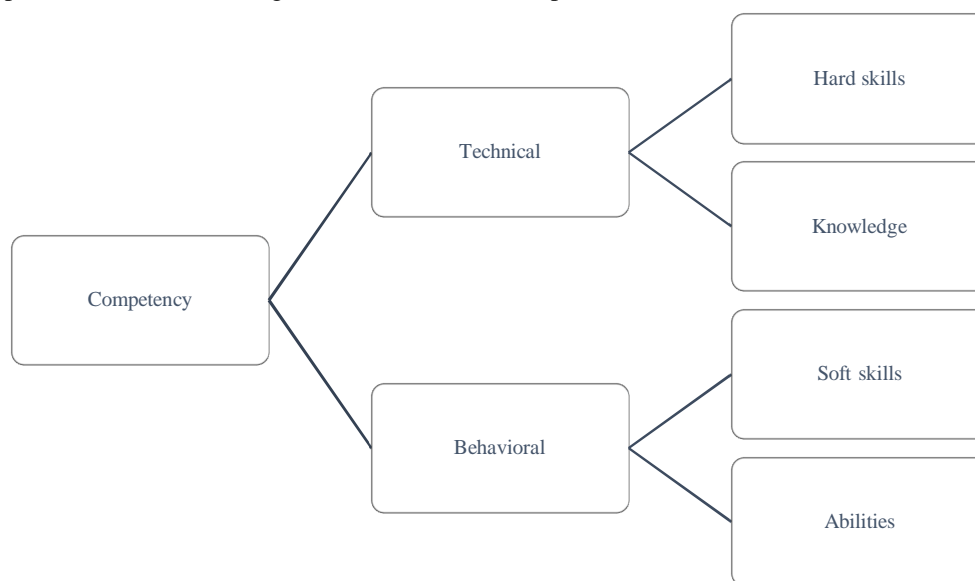 Hard skills
Technical
Knowledge
Competency
Soft skills
Behavioral
Abilities